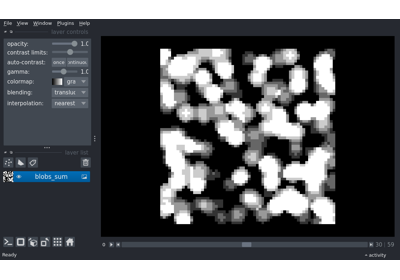 File View Window Plugins Help
layer controls
opacity: 1.0
contrast limits:
auto-contrast: once
gamma: 1.0
colormap: gra
blending: translu
interpolation: nearest
layer list
blobs_sum
30 59
Ready activity